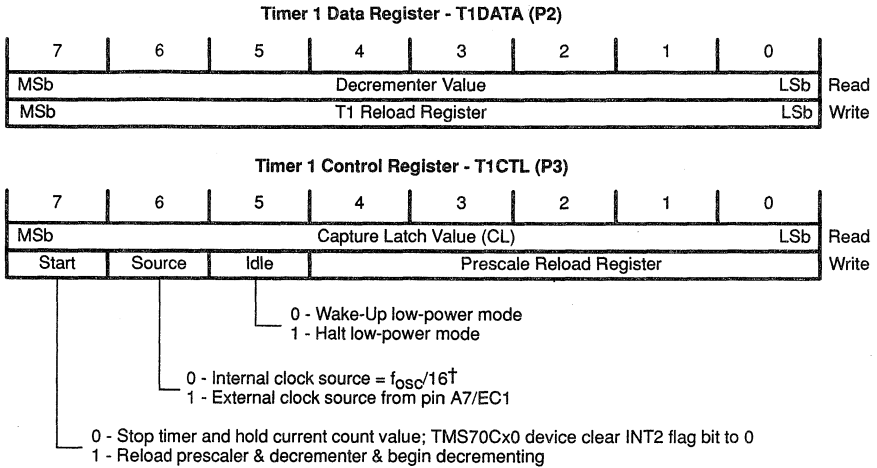 Timer 1 Data Register - T1DATA (P2)
7 6 5 4 3 2 1 0
MSb Decrementer Value LSb Read
MSb T1 Reload Register LSb Write
Timer 1 Control Register - T1CTL (P3)
7 6 5 4 3 2 1 0
MSb Capture Latch Value (CL) LSb Read
Start Source Idle Prescale Reload Register Write
0 - Wake-Up low-power mode
1 - Halt low-power mode
0 - Internal clock source = fosc/16†
1 - External clock source from pin A7/EC1
0 - Stop timer and hold current count value; TMS70Cx0 device clear INT2 flag bit to 0
1 - Reload prescaler & decrementer & begin decrementing